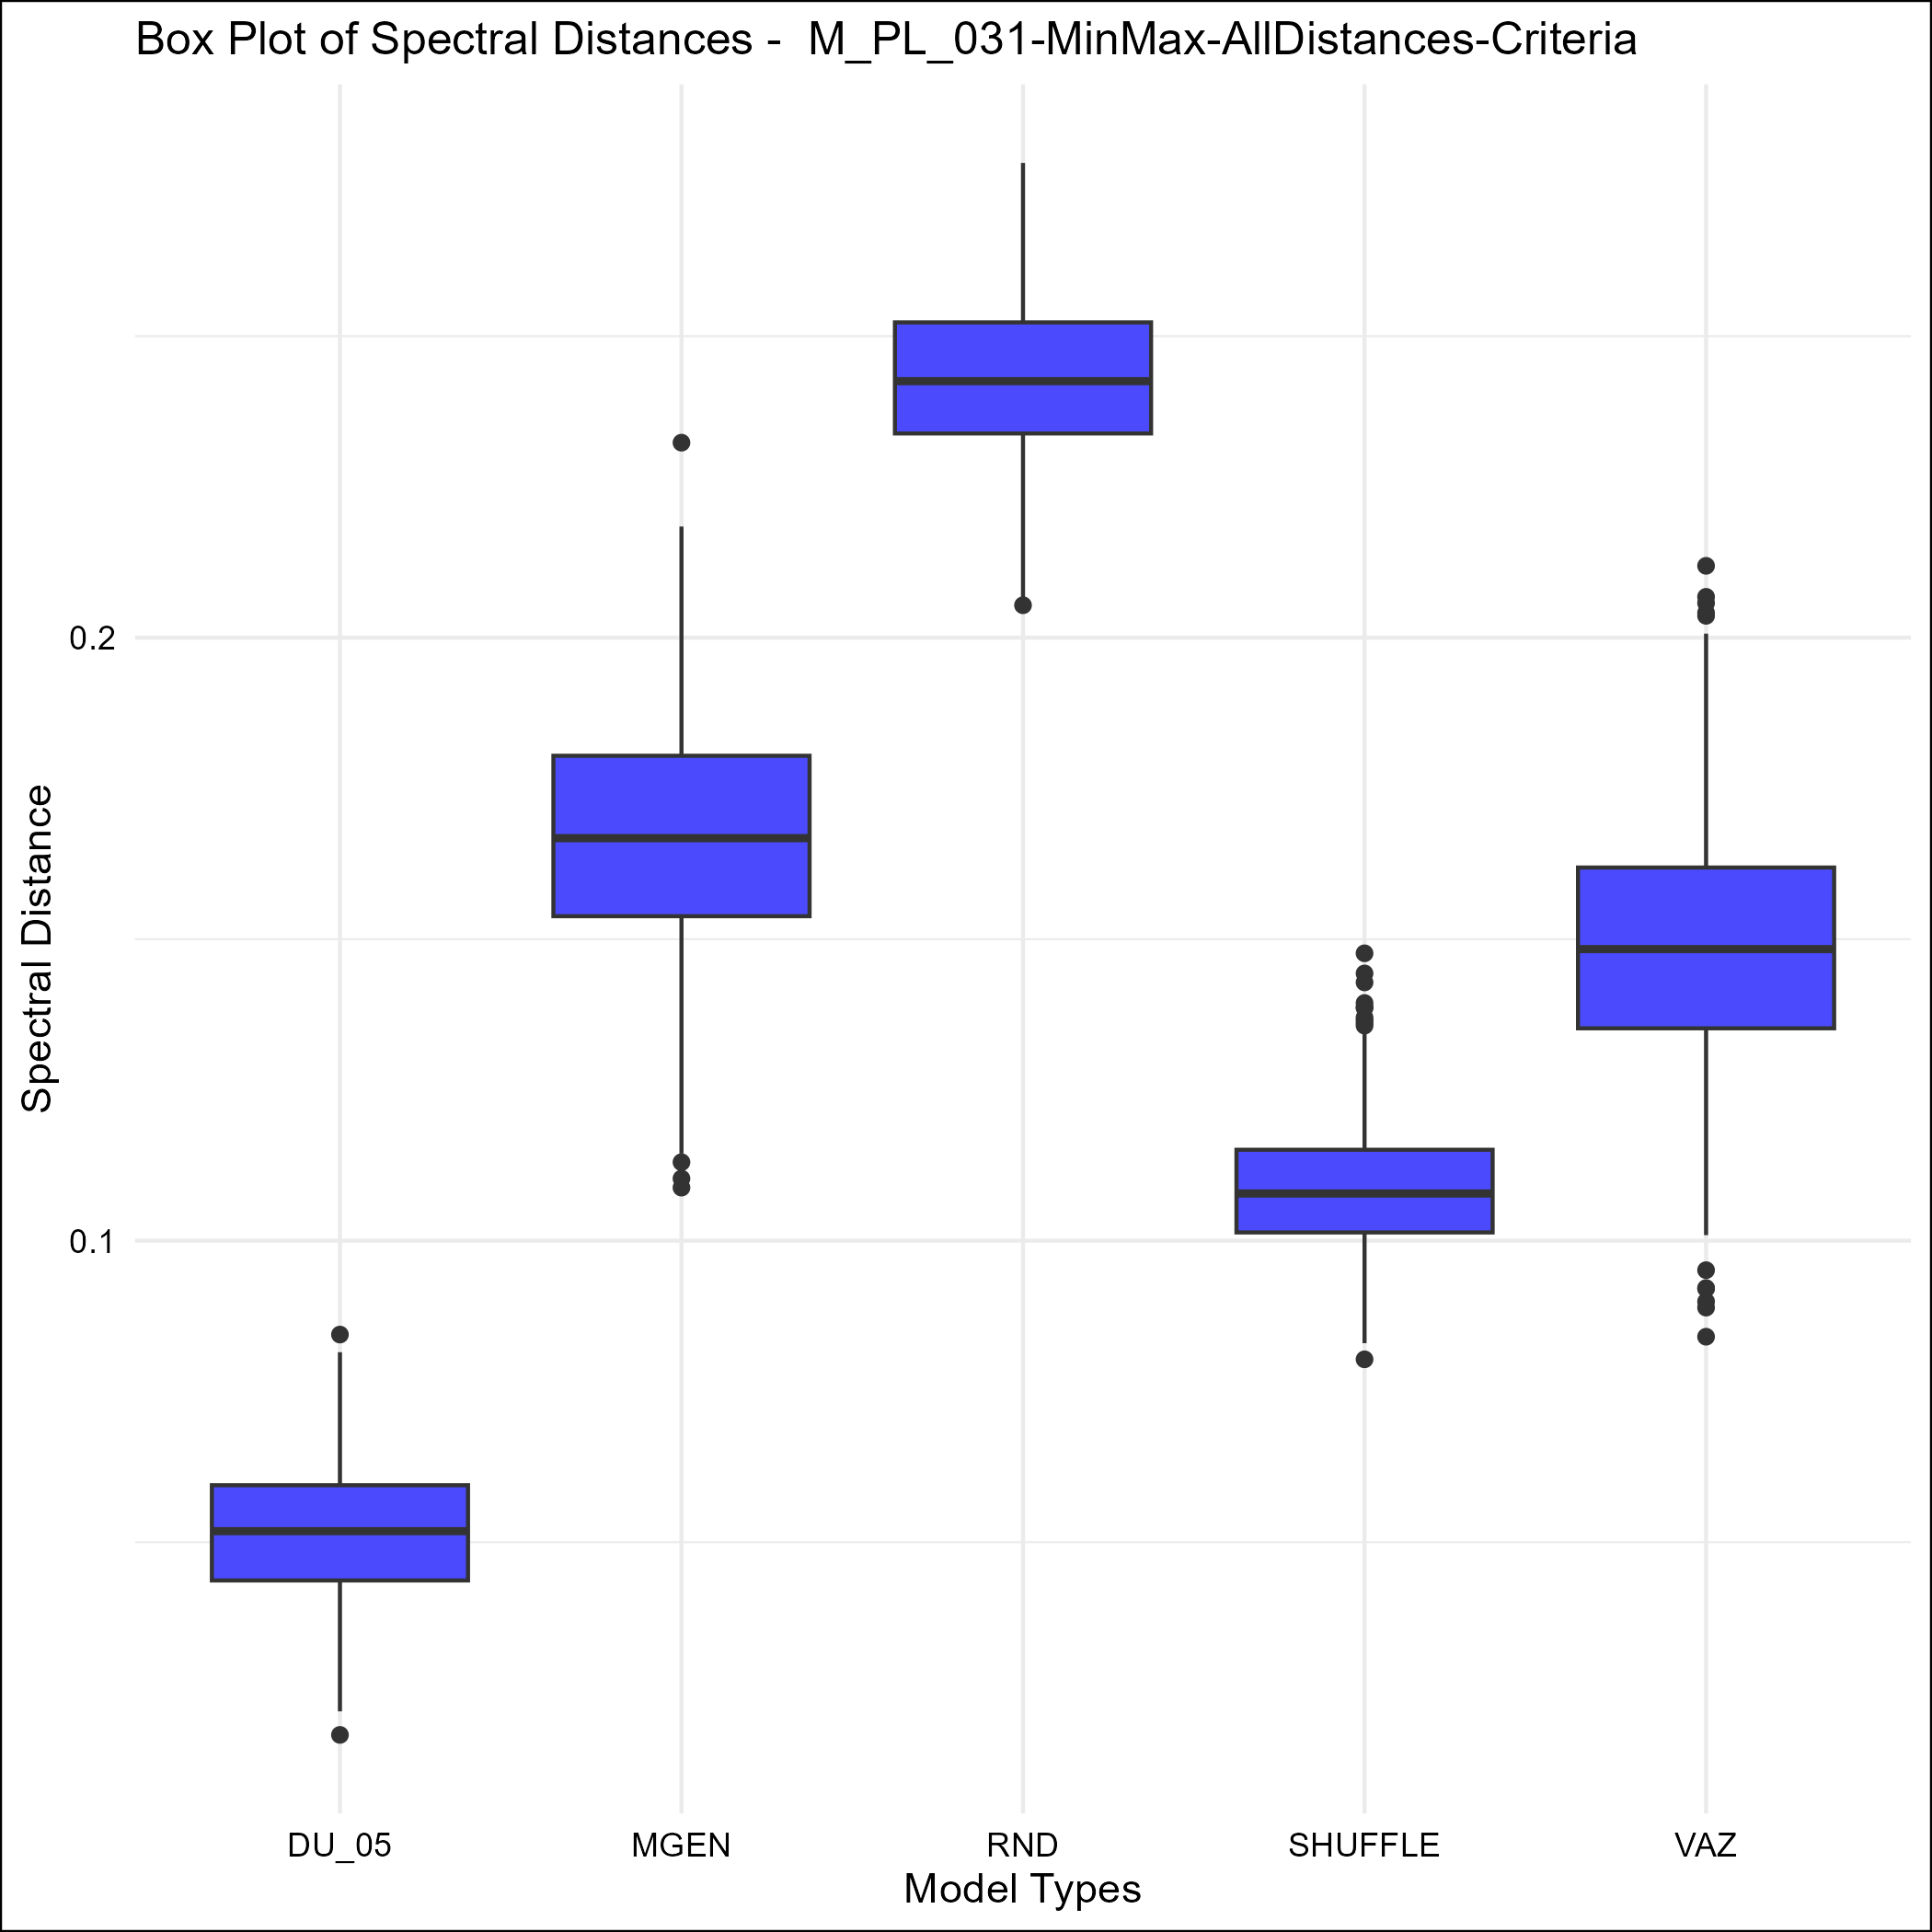 Box Plot of Spectral Distances -  M_PL_031-MinMax-AllDistances-Criteria
Spectral Distance
0.2
0.1
DU_05 MGEN RND SHUFFLE VAZ
Model Types